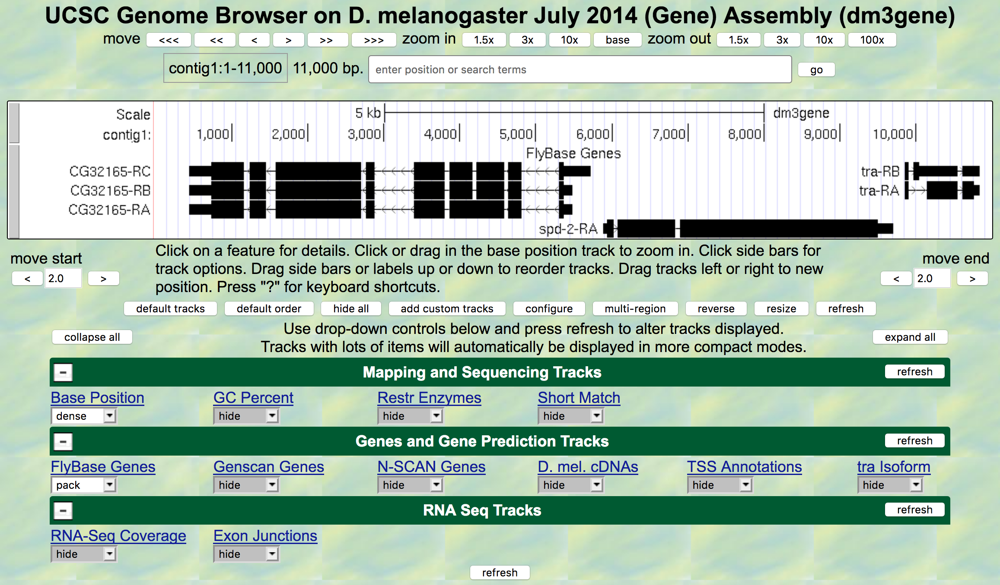 UCSC Genome Browser on D. melanogaster July 2014 (Gene) Assembly (dm3gene)
move <<< << < > >> >>> zoom in 1.5x 3x 10x base zoom out 1.5x 3x 10x 100x
contig1:1-11,000 11,000 bp. enter position or search terms go
Scale 5 kb dm3gene
contig1: 1,000 2,000 3,000 4,000 5,000 6,000 7,000 8,000 9,000 10,000
FlyBase Genes
CG32165-RC tra-RB
CG32165-RB tra-RA
CG32165-RA
spd-2-RA
move start
< 2.0 >
Click on a feature for details. Click or drag in the base position track to zoom in. Click side bars for
track options. Drag side bars or labels up or down to reorder tracks. Drag tracks left or right to new
position. Press "?" for keyboard shortcuts.
move end
< 2.0 >
default tracks default order hide all add custom tracks configure multi-region reverse resize refresh
collapse all
Use drop-down controls below and press refresh to alter tracks displayed.
Tracks with lots of items will automatically be displayed in more compact modes.
expand all
- Mapping and Sequencing Tracks refresh
Base Position GC Percent Restr Enzymes Short Match
dense hide hide hide
- Genes and Gene Prediction Tracks refresh
FlyBase Genes Genscan Genes N-SCAN Genes D. mel. cDNAs TSS Annotations tra Isoform
pack hide hide hide hide hide
- RNA Seq Tracks refresh
RNA-Seq Coverage Exon Junctions
hide hide
refresh